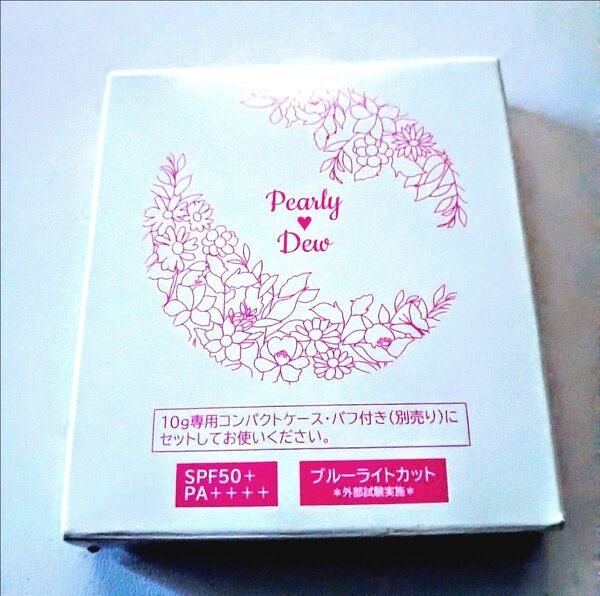 Pearly
♥
Dew
10g専用コンパクトケース・パフ付き(別売り)に
セットしてお使いください。
SPF50+
PA++++
ブルーライトカット
*外部試験実施*